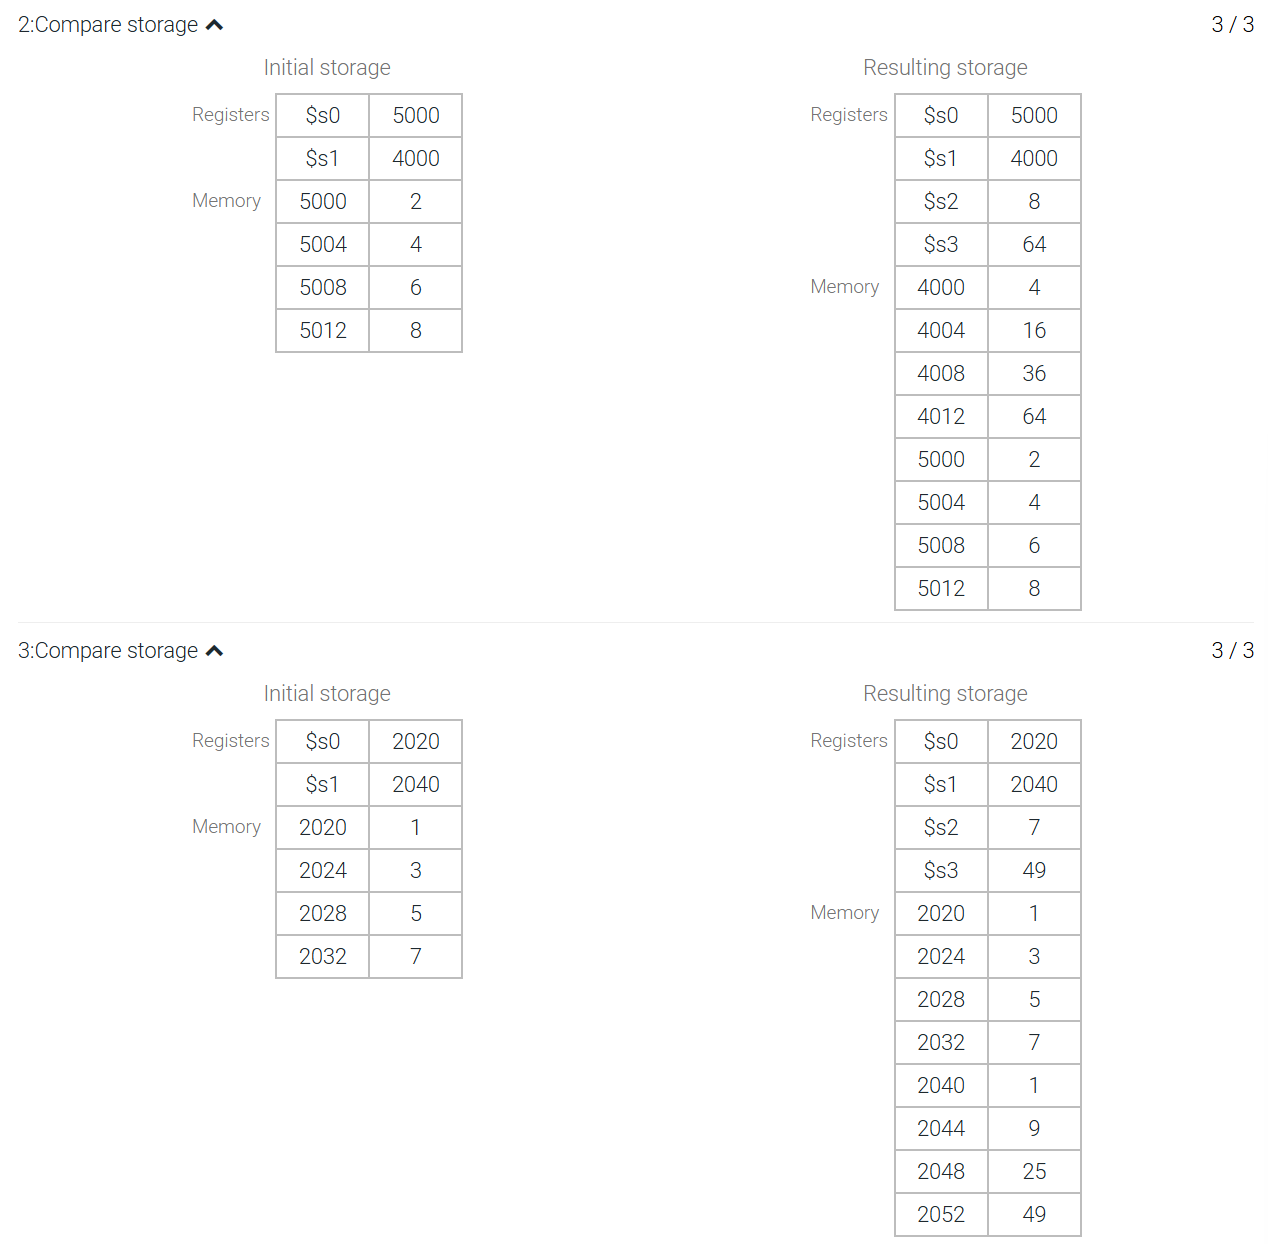 2:Compare storage 3 / 3
Initial storage Resulting storage
Registers $s0 5000 Registers $s0 5000
$s1 4000 $s1 4000
Memory 5000 2 $s2 8
5004 4 $s3 64
5008 6 Memory 4000 4
5012 8 4004 16
4008 36
4012 64
5000 2
5004 4
5008 6
5012 8
3:Compare storage 3 / 3
Initial storage Resulting storage
Registers $s0 2020 Registers $s0 2020
$s1 2040 $s1 2040
Memory 2020 1 $s2 7
2024 3 $s3 49
2028 5 Memory 2020 1
2032 7 2024 3
2028 5
2032 7
2040 1
2044 9
2048 25
2052 49